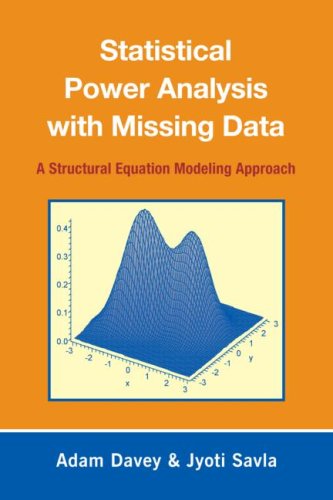 Statistical
Power Analysis
with Missing Data
A Structural Equation Modeling Approach
0.4
0.3
0.2
0.1
0.0
-3
-2
-1
0
1
2
3
x
-3
-2
-1
0
1
2
3
y
Adam Davey & Jyoti Savla